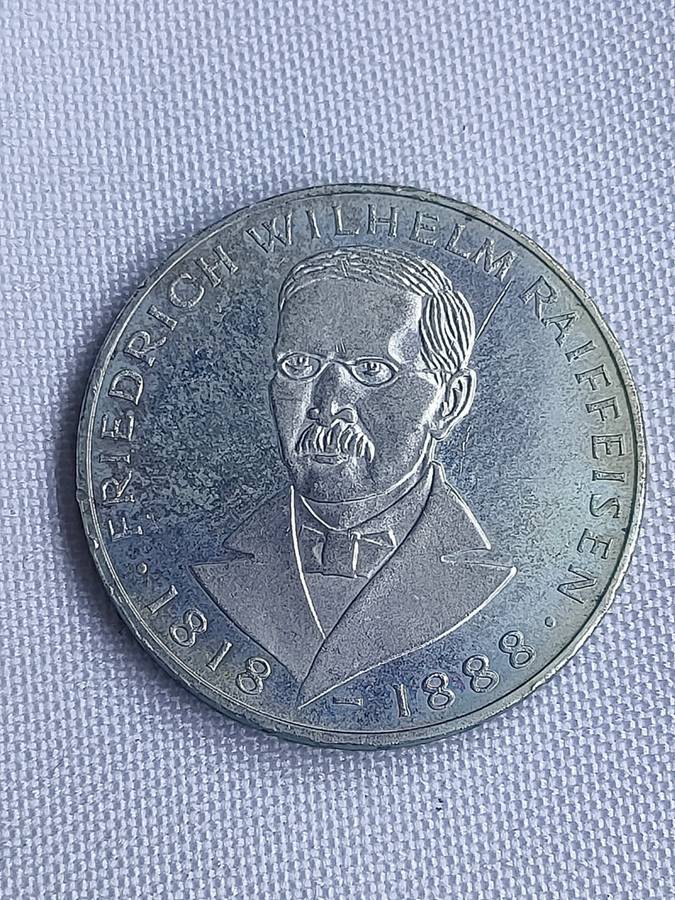 FRIEDRICH WILHELM RAIFFEISEN
· 1818 – 1888 ·